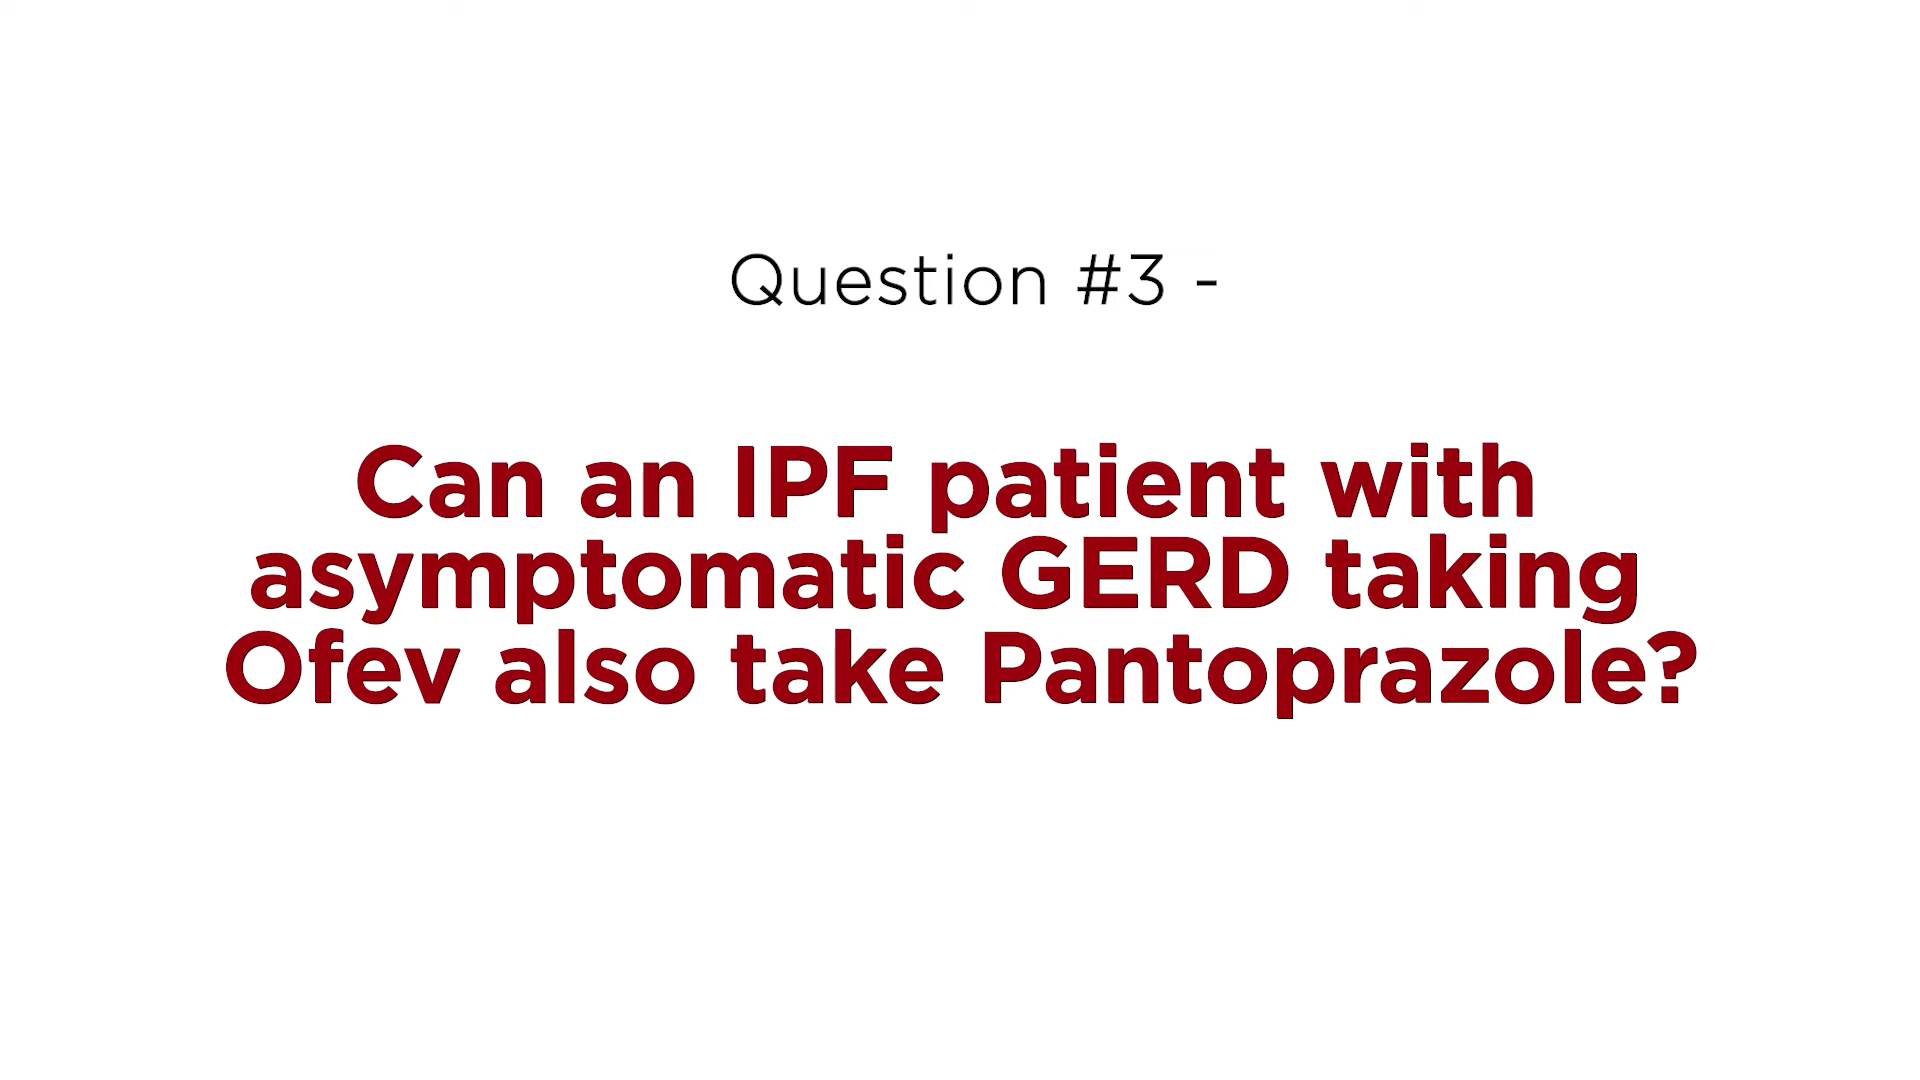 Question #3 -
Can an IPF patient with
asymptomatic GERD taking
Ofev also take Pantoprazole?